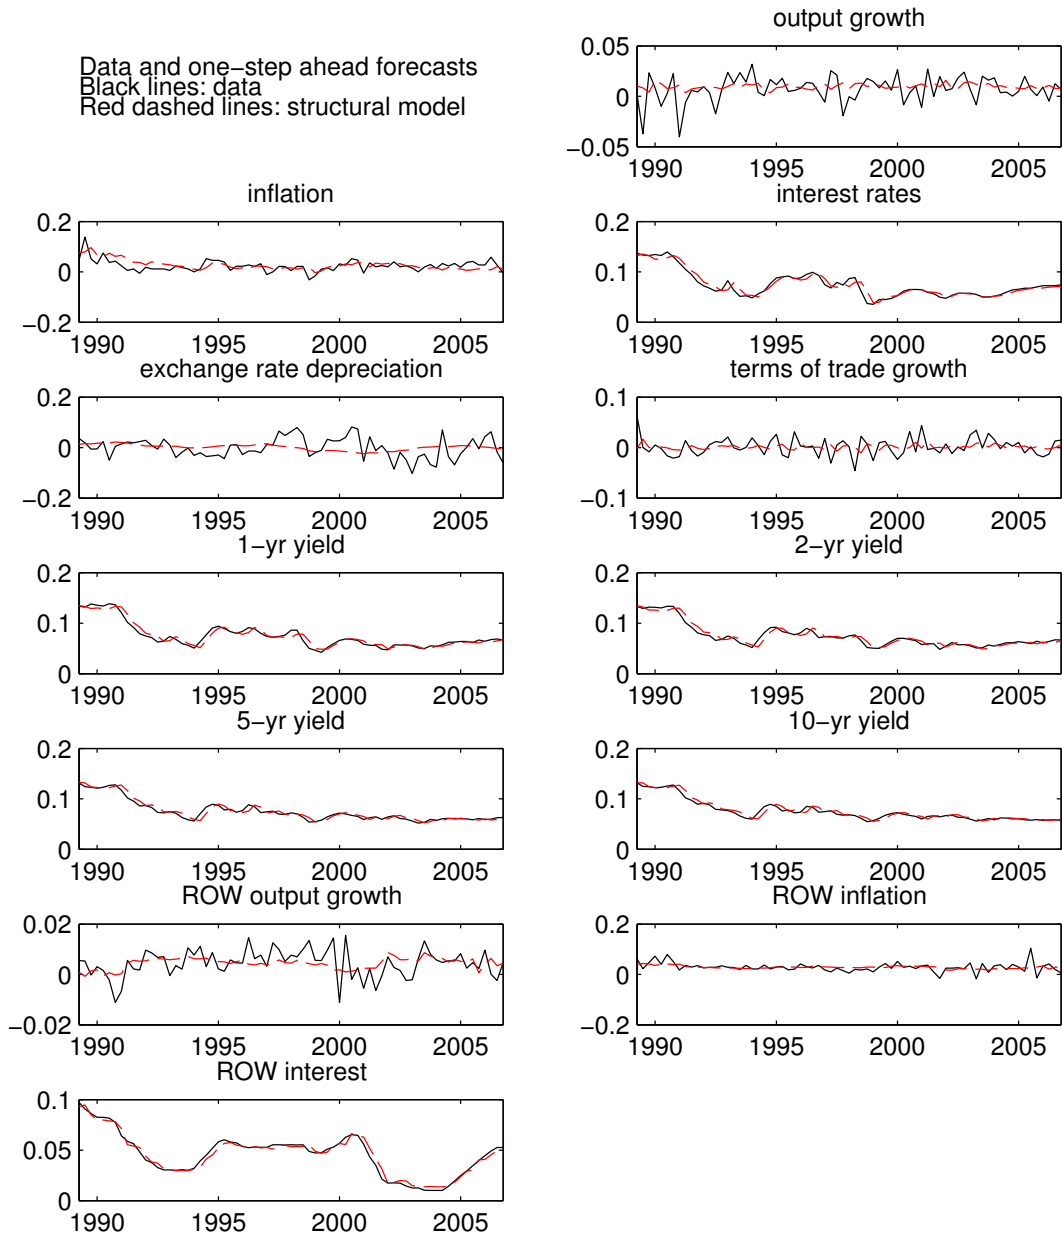 output growth
Data and one−step ahead forecasts
Black lines: data
Red dashed lines: structural model
0.05
0
−0.05
1990 1995 2000 2005
inflation
0.2
0
−0.2
1990 1995 2000 2005
interest rates
0.2
0.1
0
1990 1995 2000 2005
exchange rate depreciation
0.2
0
−0.2
1990 1995 2000 2005
terms of trade growth
0.1
0
−0.1
1990 1995 2000 2005
1−yr yield
0.2
0.1
0
1990 1995 2000 2005
2−yr yield
0.2
0.1
0
1990 1995 2000 2005
5−yr yield
0.2
0.1
0
1990 1995 2000 2005
10−yr yield
0.2
0.1
0
1990 1995 2000 2005
ROW output growth
0.02
0
−0.02
1990 1995 2000 2005
ROW inflation
0.2
0
−0.2
1990 1995 2000 2005
ROW interest
0.1
0.05
0
1990 1995 2000 2005